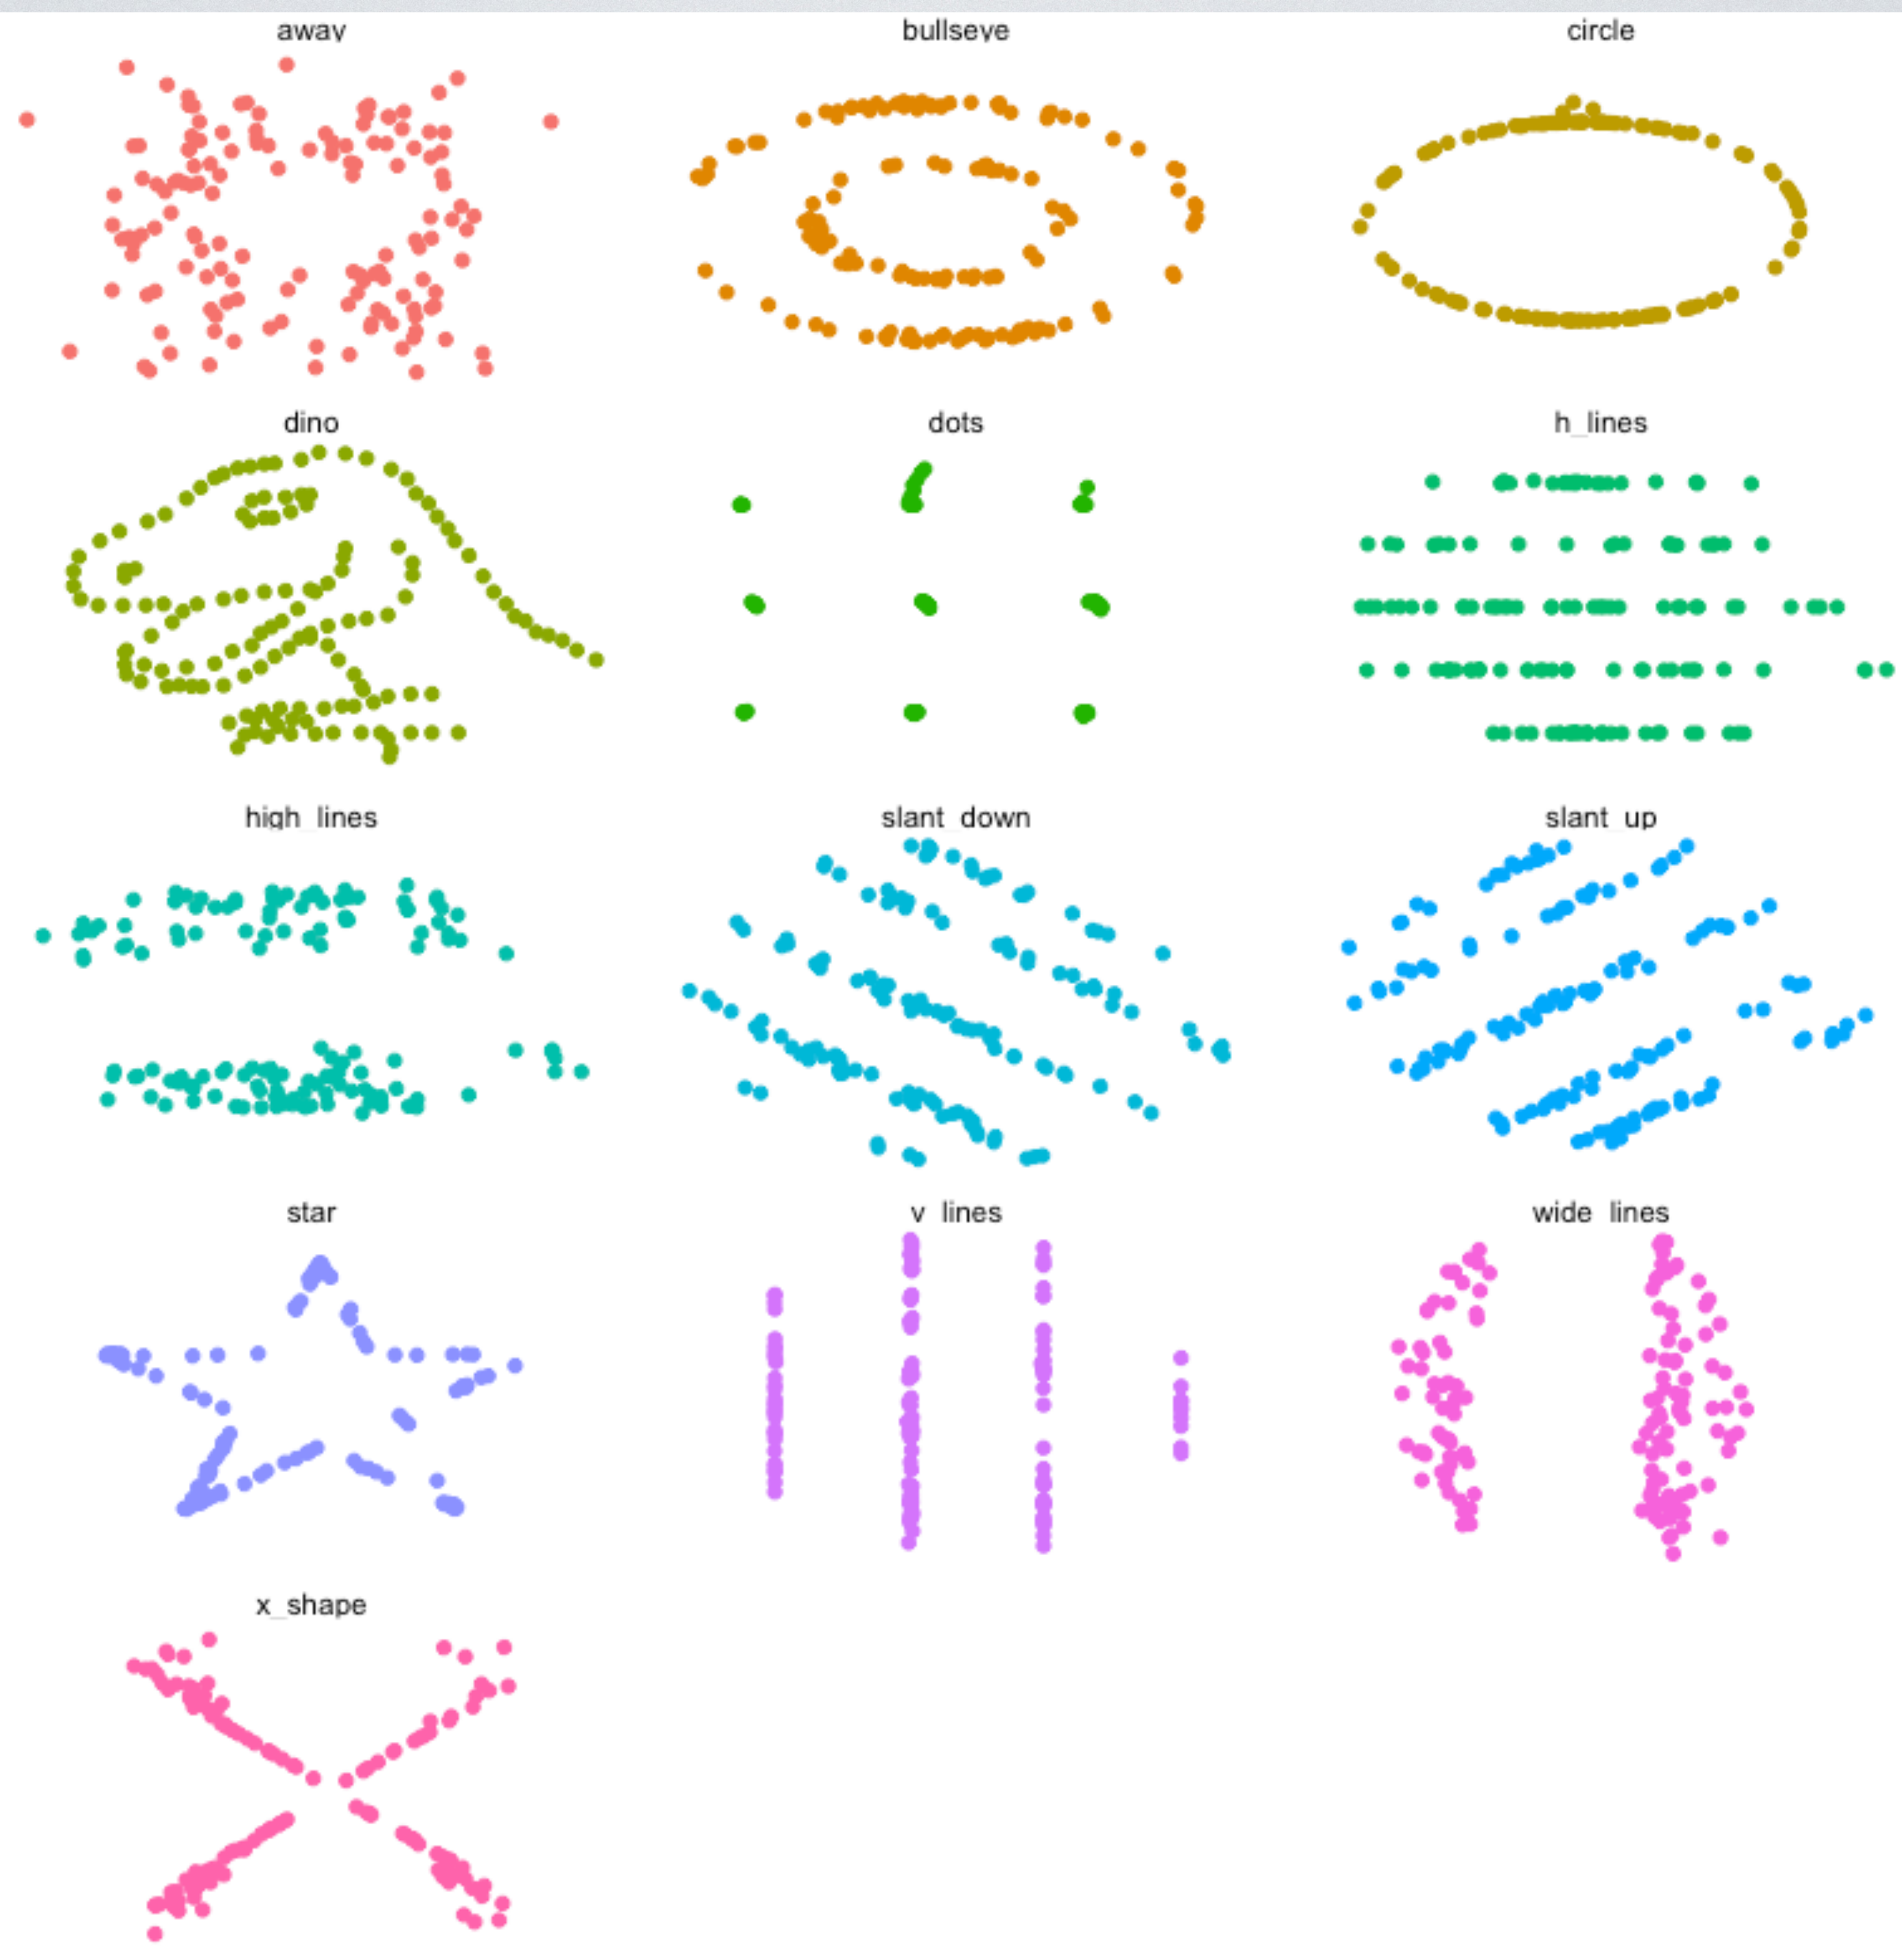 away
bullseye
circle
dino
dots
h_lines
high_lines
slant_down
slant_up
star
v_lines
wide_lines
x_shape